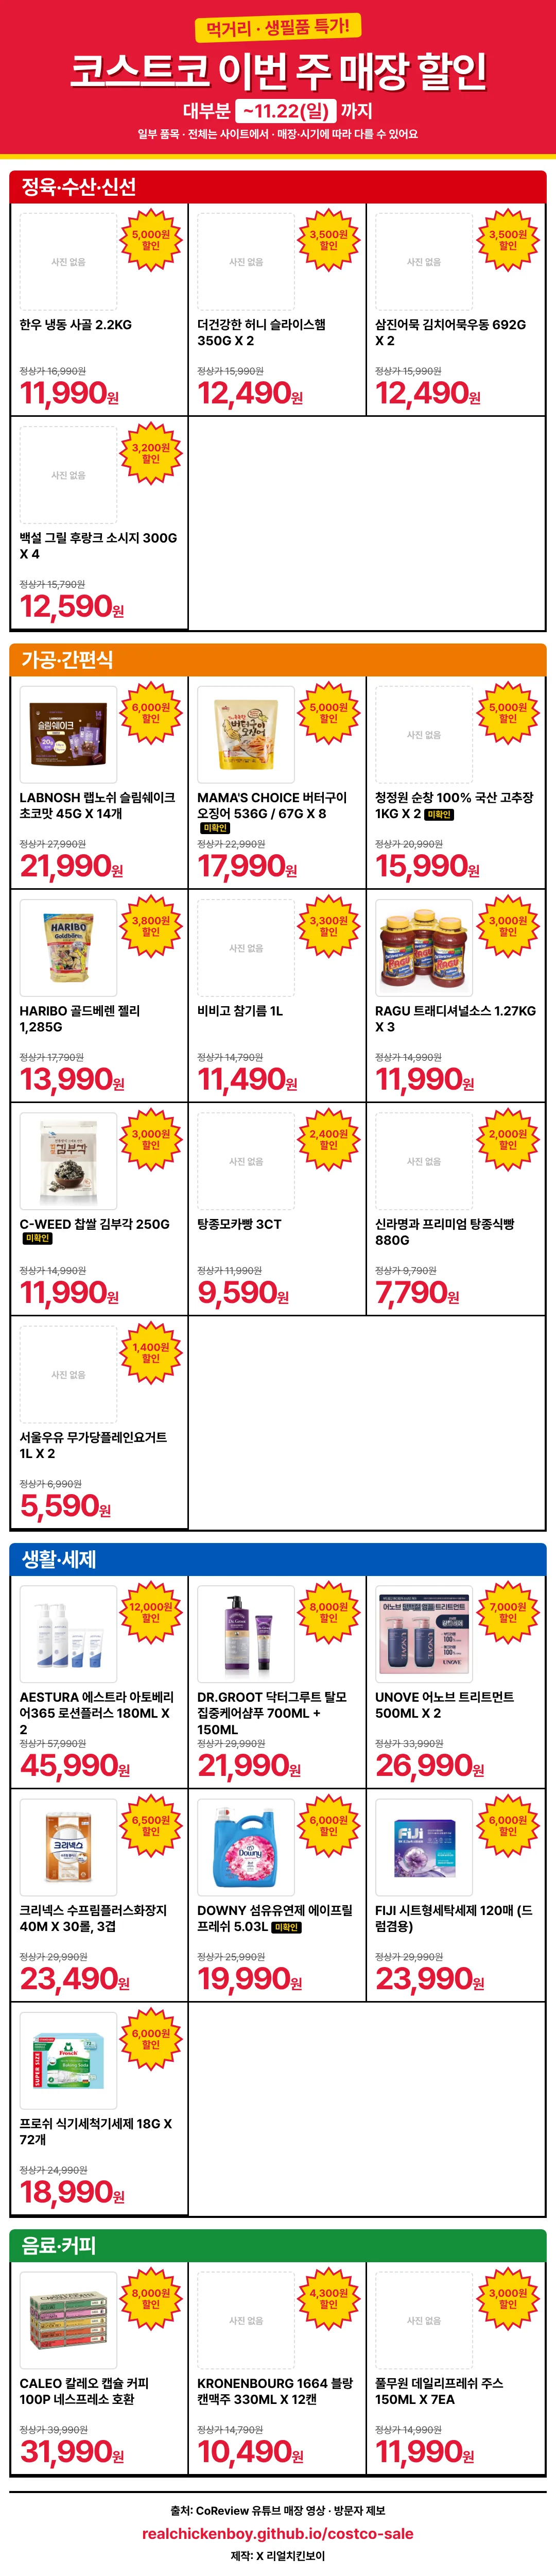 먹거리 · 생필품 특가!
코스트코 이번 주 매장 할인
대부분 ~11.22(일) 까지
일부 품목 · 전체는 사이트에서 · 매장·시기에 따라 다를 수 있어요
정육·수산·신선
사진 없음
5,000원
할인
한우 냉동 사골 2.2KG
정상가 16,990원
11,990원
사진 없음
3,500원
할인
더건강한 허니 슬라이스햄
350G X 2
정상가 15,990원
12,490원
사진 없음
3,500원
할인
삼진어묵 김치어묵우동 692G
X 2
정상가 15,990원
12,490원
사진 없음
3,200원
할인
백설 그릴 후랑크 소시지 300G
X 4
정상가 15,790원
12,590원
가공·간편식
슬림쉐이크
20g
6,000원
할인
LABNOSH 랩노쉬 슬림쉐이크
초코맛 45G X 14개
정상가 27,990원
21,990원
버터구이
오징어
5,000원
할인
MAMA'S CHOICE 버터구이
오징어 536G / 67G X 8
미확인
정상가 22,990원
17,990원
사진 없음
5,000원
할인
청정원 순창 100% 국산 고추장
1KG X 2 미확인
정상가 20,990원
15,990원
HARIBO
Goldbären
3,800원
할인
HARIBO 골드베렌 젤리
1,285G
정상가 17,790원
13,990원
사진 없음
3,300원
할인
비비고 참기름 1L
정상가 14,790원
11,490원
RAGU
3,000원
할인
RAGU 트래디셔널소스 1.27KG
X 3
정상가 14,990원
11,990원
김부각
3,000원
할인
C-WEED 찹쌀 김부각 250G
미확인
정상가 14,990원
11,990원
사진 없음
2,400원
할인
탕종모카빵 3CT
정상가 11,990원
9,590원
사진 없음
2,000원
할인
신라명과 프리미엄 탕종식빵
880G
정상가 9,790원
7,790원
사진 없음
1,400원
할인
서울우유 무가당플레인요거트
1L X 2
정상가 6,990원
5,590원
생활·세제
12,000원
할인
AESTURA 에스트라 아토베리
어365 로션플러스 180ML X
2
정상가 57,990원
45,990원
Dr.Groot
8,000원
할인
DR.GROOT 닥터그루트 탈모
집중케어샴푸 700ML +
150ML
정상가 29,990원
21,990원
UNOVE
7,000원
할인
UNOVE 어노브 트리트먼트
500ML X 2
정상가 33,990원
26,990원
크리넥스
6,500원
할인
크리넥스 수프림플러스화장지
40M X 30롤, 3겹
정상가 29,990원
23,490원
Downy
6,000원
할인
DOWNY 섬유유연제 에이프릴
프레쉬 5.03L 미확인
정상가 25,990원
19,990원
FiJi
6,000원
할인
FIJI 시트형세탁세제 120매 (드
럼겸용)
정상가 29,990원
23,990원
Frosch
SUPER SIZE
6,000원
할인
프로쉬 식기세척기세제 18G X
72개
정상가 24,990원
18,990원
음료·커피
8,000원
할인
CALEO 칼레오 캡슐 커피
100P 네스프레소 호환
정상가 39,990원
31,990원
사진 없음
4,300원
할인
KRONENBOURG 1664 블랑
캔맥주 330ML X 12캔
정상가 14,790원
10,490원
사진 없음
3,000원
할인
풀무원 데일리프레쉬 주스
150ML X 7EA
정상가 14,990원
11,990원
출처: CoReview 유튜브 매장 영상 · 방문자 제보
realchickenboy.github.io/costco-sale
제작: X 리얼치킨보이